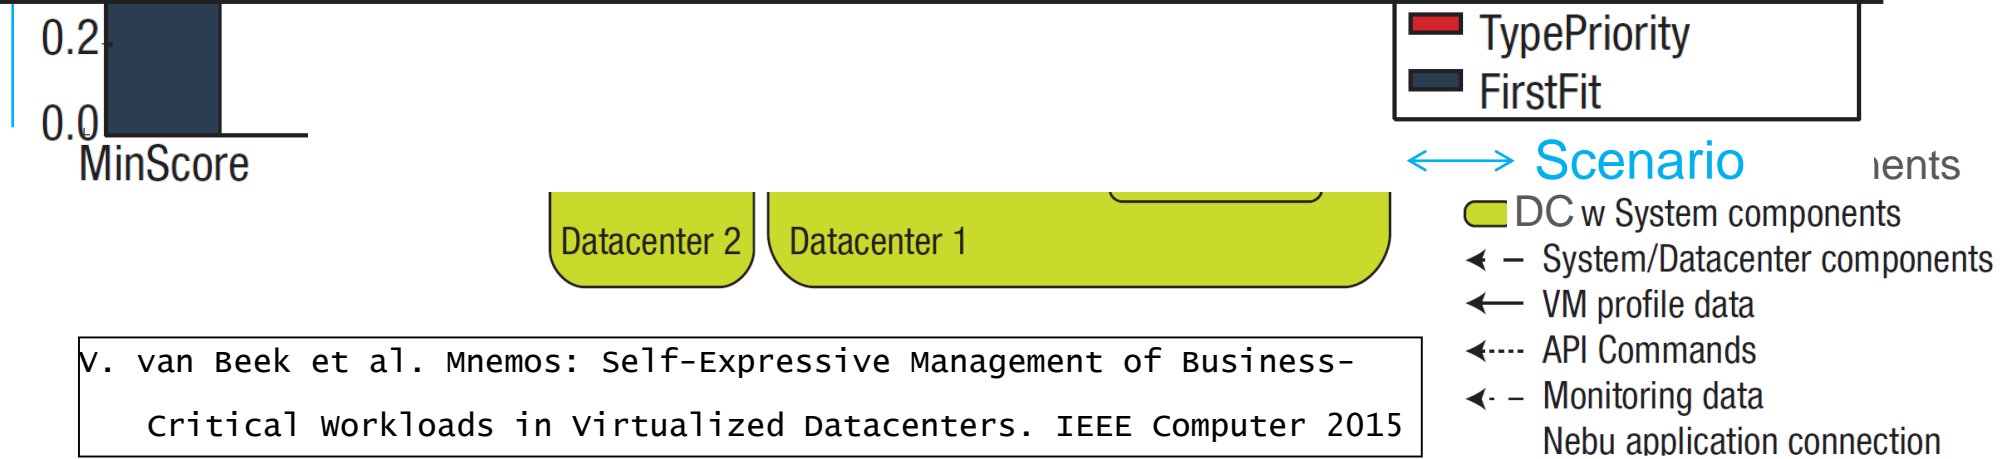 0.2
TypePriority
FirstFit
0.0
MinScore
Scenario
DC w System components
Datacenter 2
Datacenter 1
System/Datacenter components
VM profile data
API Commands
Monitoring data
Nebu application connection
V. van Beek et al. Mnemos: Self-Expressive Management of Business-
Critical Workloads in Virtualized Datacenters. IEEE Computer 2015